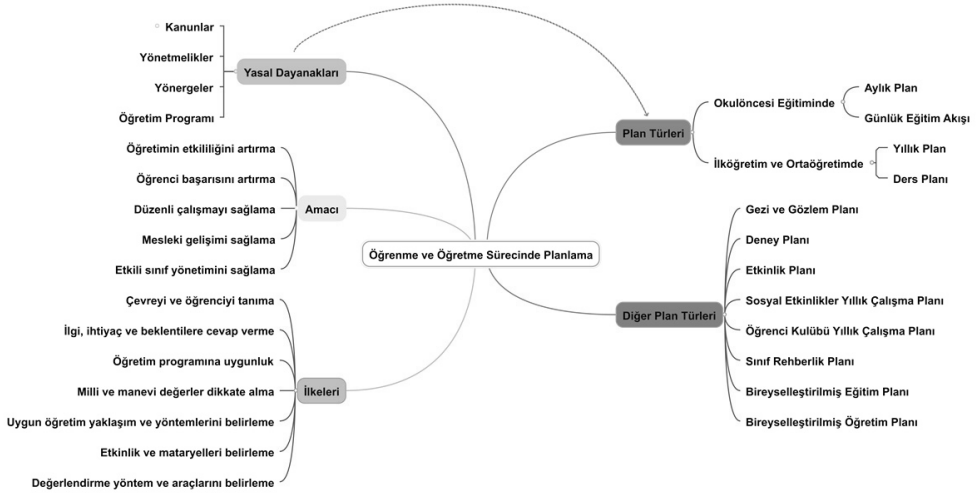 Kanunlar
Yönetmelikler
Yönergeler
Öğretim Programı
Yasal Dayanakları
Öğretimin etkililiğini artırma
Öğrenci başarısını artırma
Düzenli çalışmayı sağlama
Mesleki gelişimi sağlama
Etkili sınıf yönetimini sağlama
Amacı
Çevreyi ve öğrenciyi tanıma
İlgi, ihtiyaç ve beklentilere cevap verme
Öğretim programına uygunluk
Milli ve manevi değerler dikkate alma
Uygun öğretim yaklaşım ve yöntemlerini belirleme
Etkinlik ve mataryelleri belirleme
Değerlendirme yöntem ve araçlarını belirleme
İlkeleri
Öğrenme ve Öğretme Sürecinde Planlama
Plan Türleri
Okulöncesi Eğitiminde
Aylık Plan
Günlük Eğitim Akışı
İlköğretim ve Ortaöğretimde
Yıllık Plan
Ders Planı
Diğer Plan Türleri
Gezi ve Gözlem Planı
Deney Planı
Etkinlik Planı
Sosyal Etkinlikler Yıllık Çalışma Planı
Öğrenci Kulübü Yıllık Çalışma Planı
Sınıf Rehberlik Planı
Bireyselleştirilmiş Eğitim Planı
Bireyselleştirilmiş Öğretim Planı